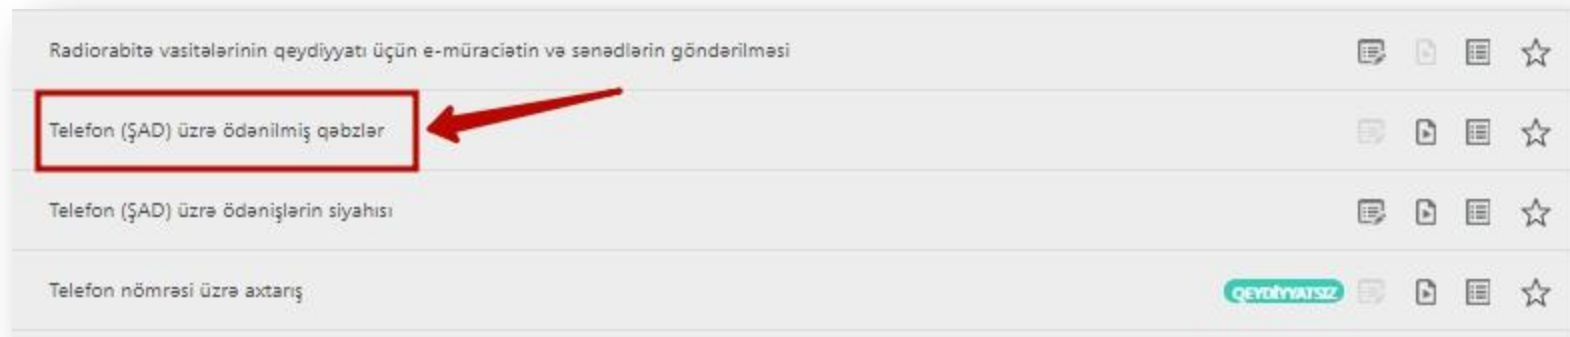 Radiorabitə vasitələrinin qeydiyyatı üçün e-müraciətin və sənədlərin göndərilməsi
Telefon (ŞAD) üzrə ödənilmiş qəbzlər
Telefon (ŞAD) üzrə ödənişlərin siyahısı
Telefon nömrəsi üzrə axtarış QEYDİYYATSIZ